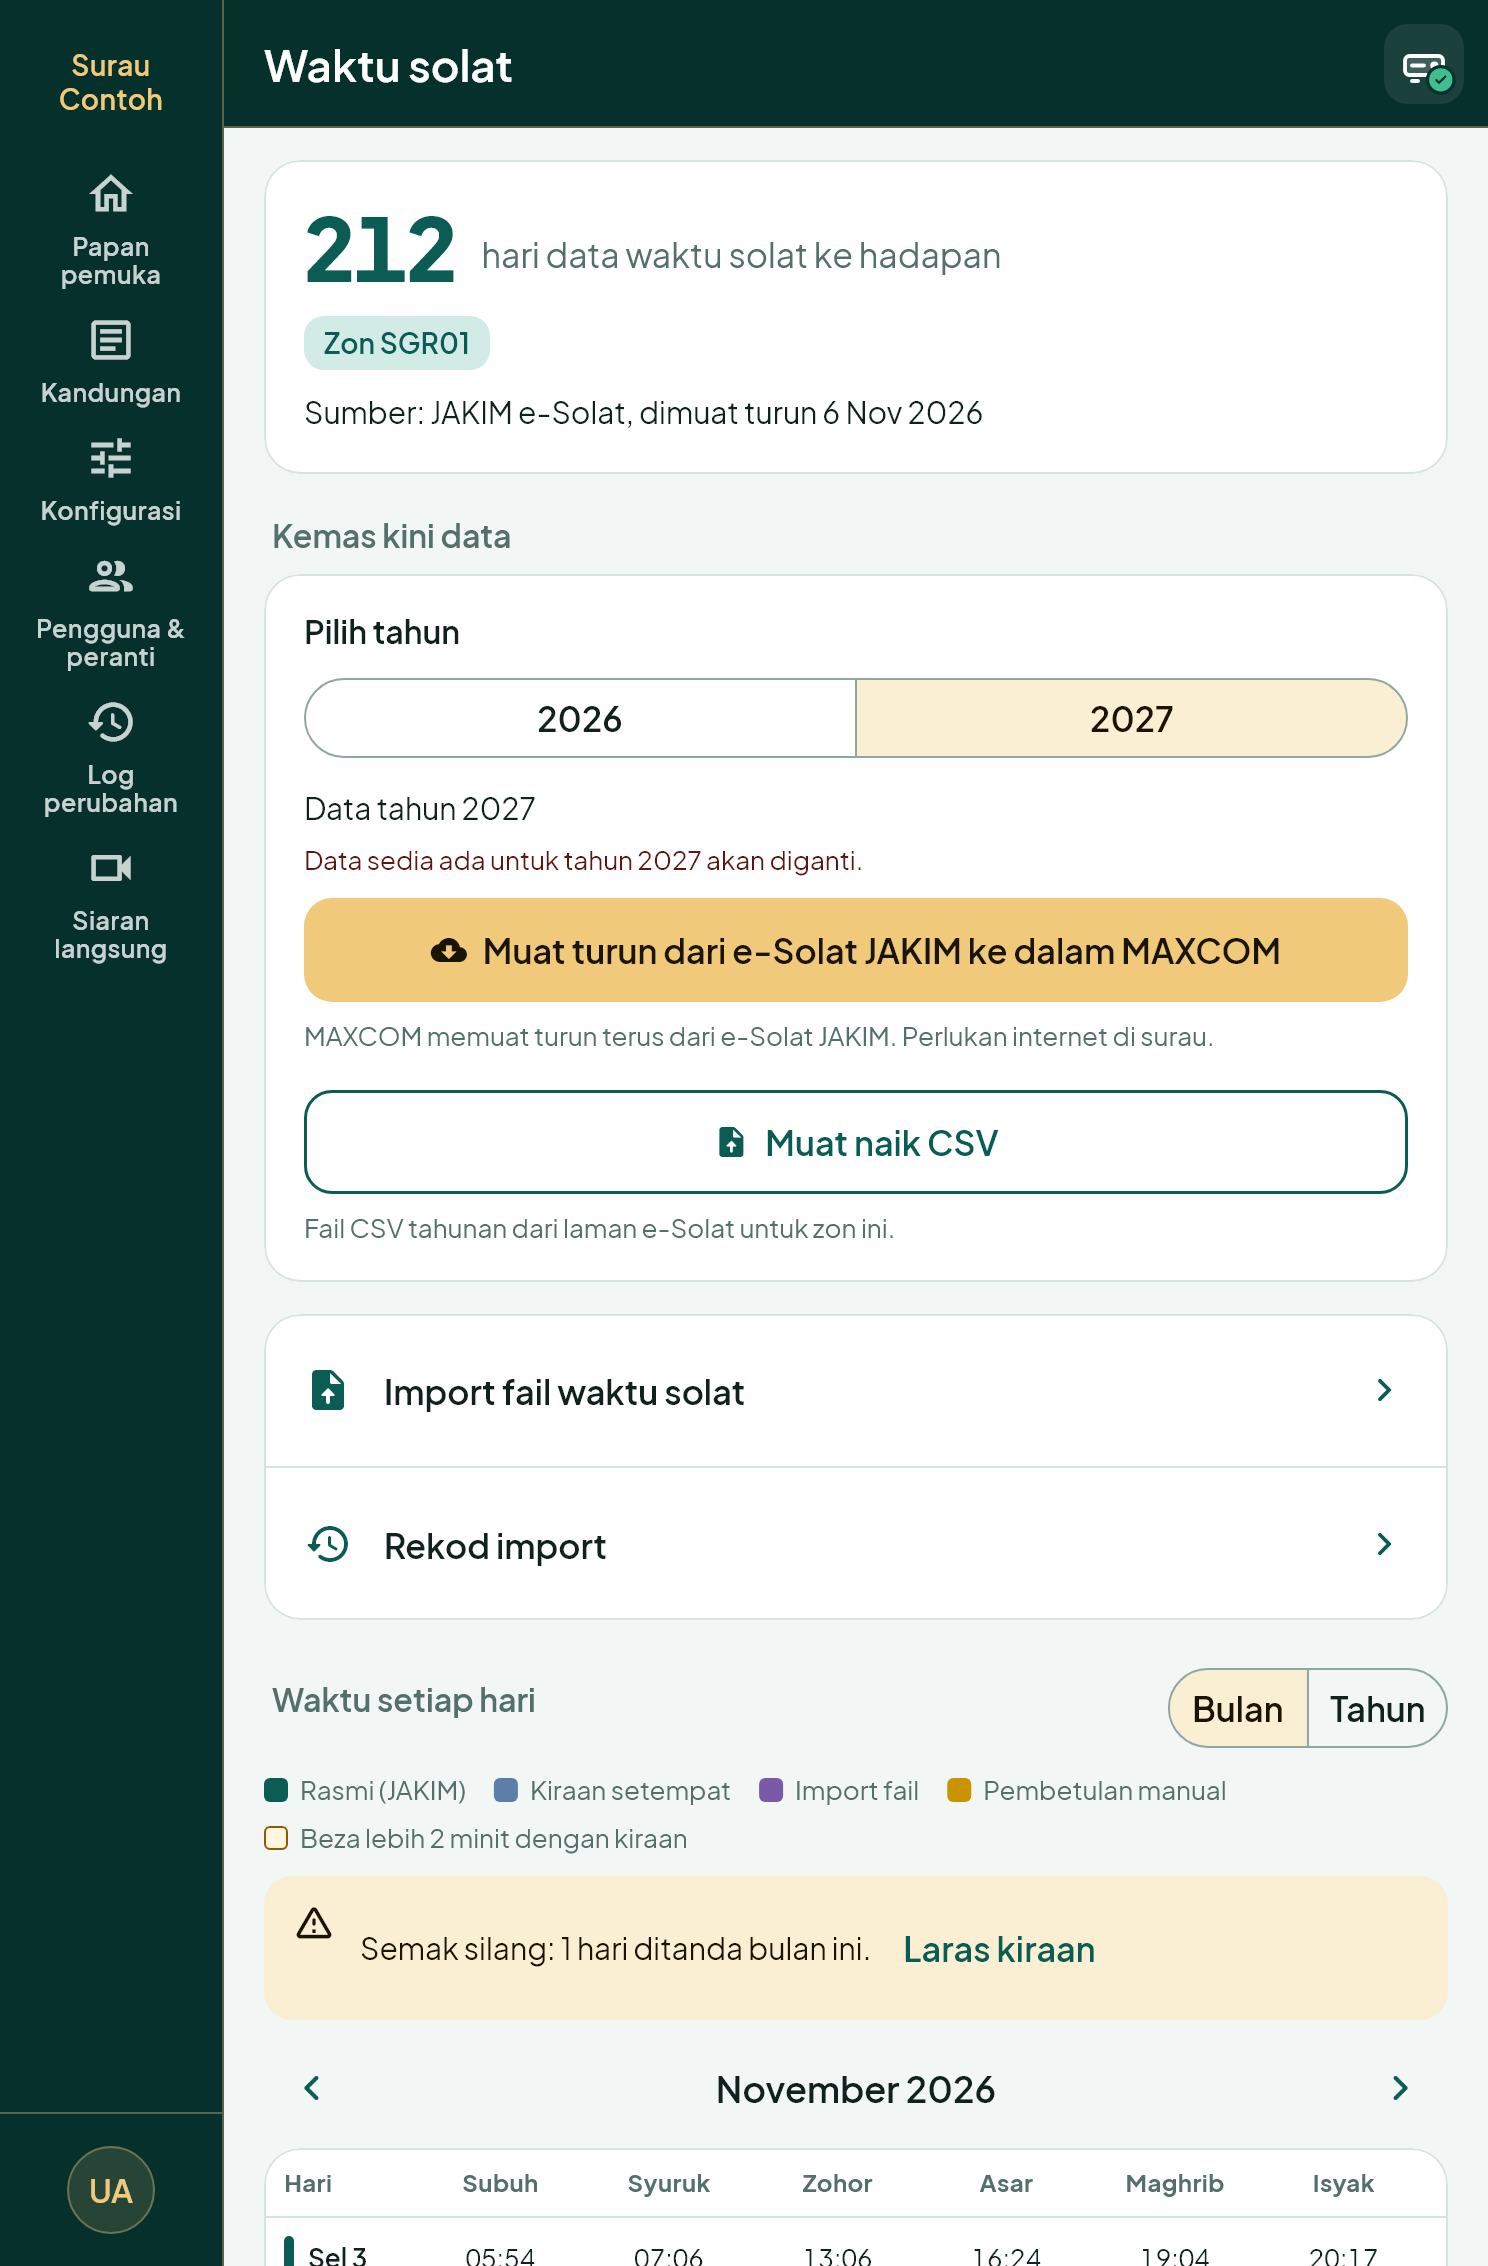 Surau
Contoh
Papan
pemuka
Kandungan
Konfigurasi
Pengguna &
peranti
Log
perubahan
Siaran
langsung
UA
Waktu solat
212 hari data waktu solat ke hadapan
Zon SGR01
Sumber: JAKIM e-Solat, dimuat turun 6 Nov 2026
Kemas kini data
Pilih tahun
2026 2027
Data tahun 2027
Data sedia ada untuk tahun 2027 akan diganti.
Muat turun dari e-Solat JAKIM ke dalam MAXCOM
MAXCOM memuat turun terus dari e-Solat JAKIM. Perlukan internet di surau.
Muat naik CSV
Fail CSV tahunan dari laman e-Solat untuk zon ini.
Import fail waktu solat
Rekod import
Waktu setiap hari
Bulan Tahun
Rasmi (JAKIM) Kiraan setempat Import fail Pembetulan manual
Beza lebih 2 minit dengan kiraan
Semak silang: 1 hari ditanda bulan ini. Laras kiraan
November 2026
Hari Subuh Syuruk Zohor Asar Maghrib Isyak
Sel 3 05:54 07:06 13:06 16:24 19:04 20:17